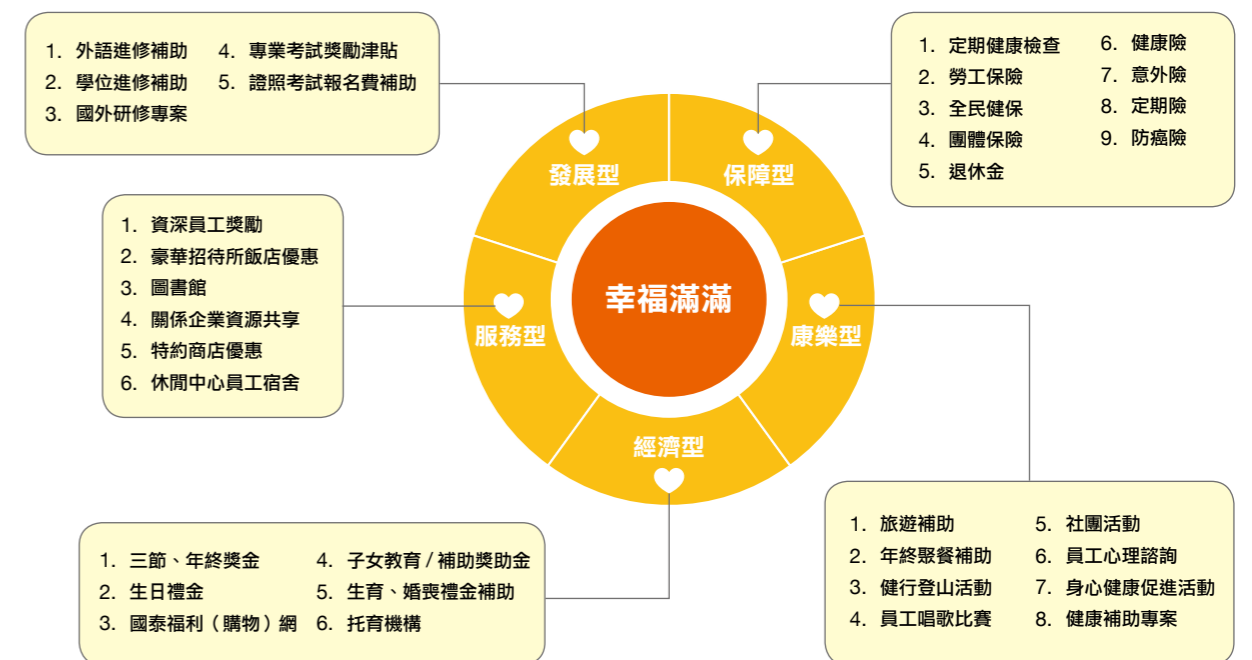 1. 外語進修補助
2. 學位進修補助
3. 國外研修專案
4. 專業考試獎勵津貼
5. 證照考試報名費補助
1. 定期健康檢查
2. 勞工保險
3. 全民健保
4. 團體保險
5. 退休金
6. 健康險
7. 意外險
8. 定期險
9. 防癌險
發展型
保障型
1. 資深員工獎勵
2. 豪華招待所飯店優惠
3. 圖書館
4. 關係企業資源共享
5. 特約商店優惠
6. 休閒中心員工宿舍
服務型
幸福滿滿
康樂型
經濟型
1. 三節、年終獎金
2. 生日禮金
3. 國泰福利（購物）網
4. 子女教育 / 補助獎助金
5. 生育、婚喪禮金補助
6. 托育機構
1. 旅遊補助
2. 年終聚餐補助
3. 健行登山活動
4. 員工唱歌比賽
5. 社團活動
6. 員工心理諮詢
7. 身心健康促進活動
8. 健康補助專案